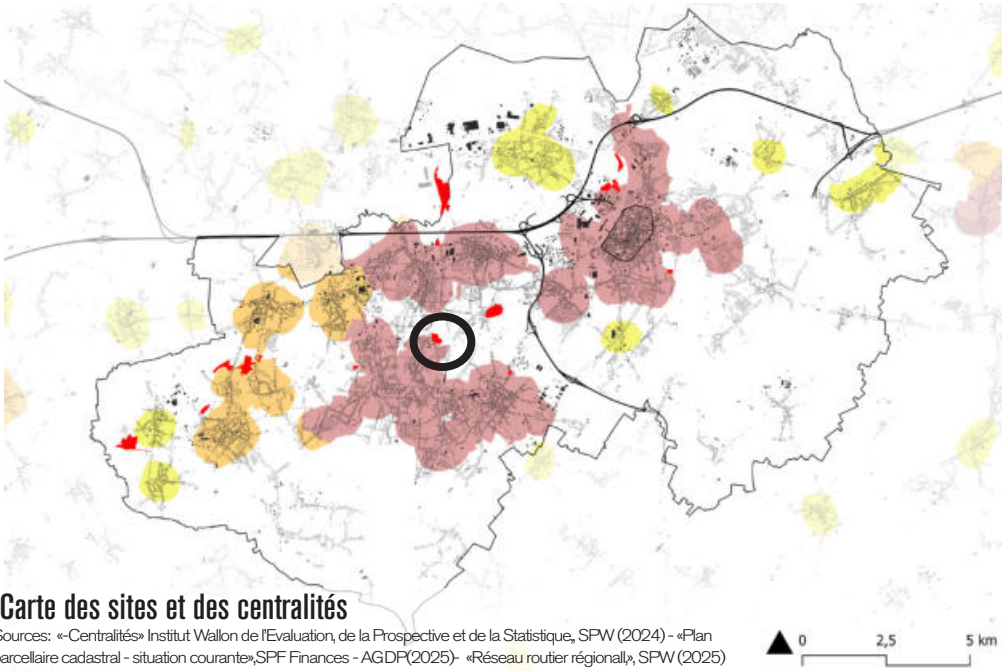 Carte des sites et des centralités
Sources: «-Centralités» Institut Wallon de l'Evaluation, de la Prospective et de la Statistique,, SPW (2024) - «Plan
parcellaire cadastral - situation courante»,SPF Finances - AGDP(2025)- «Réseau routier régional,», SPW (2025)
0 2,5 5 km